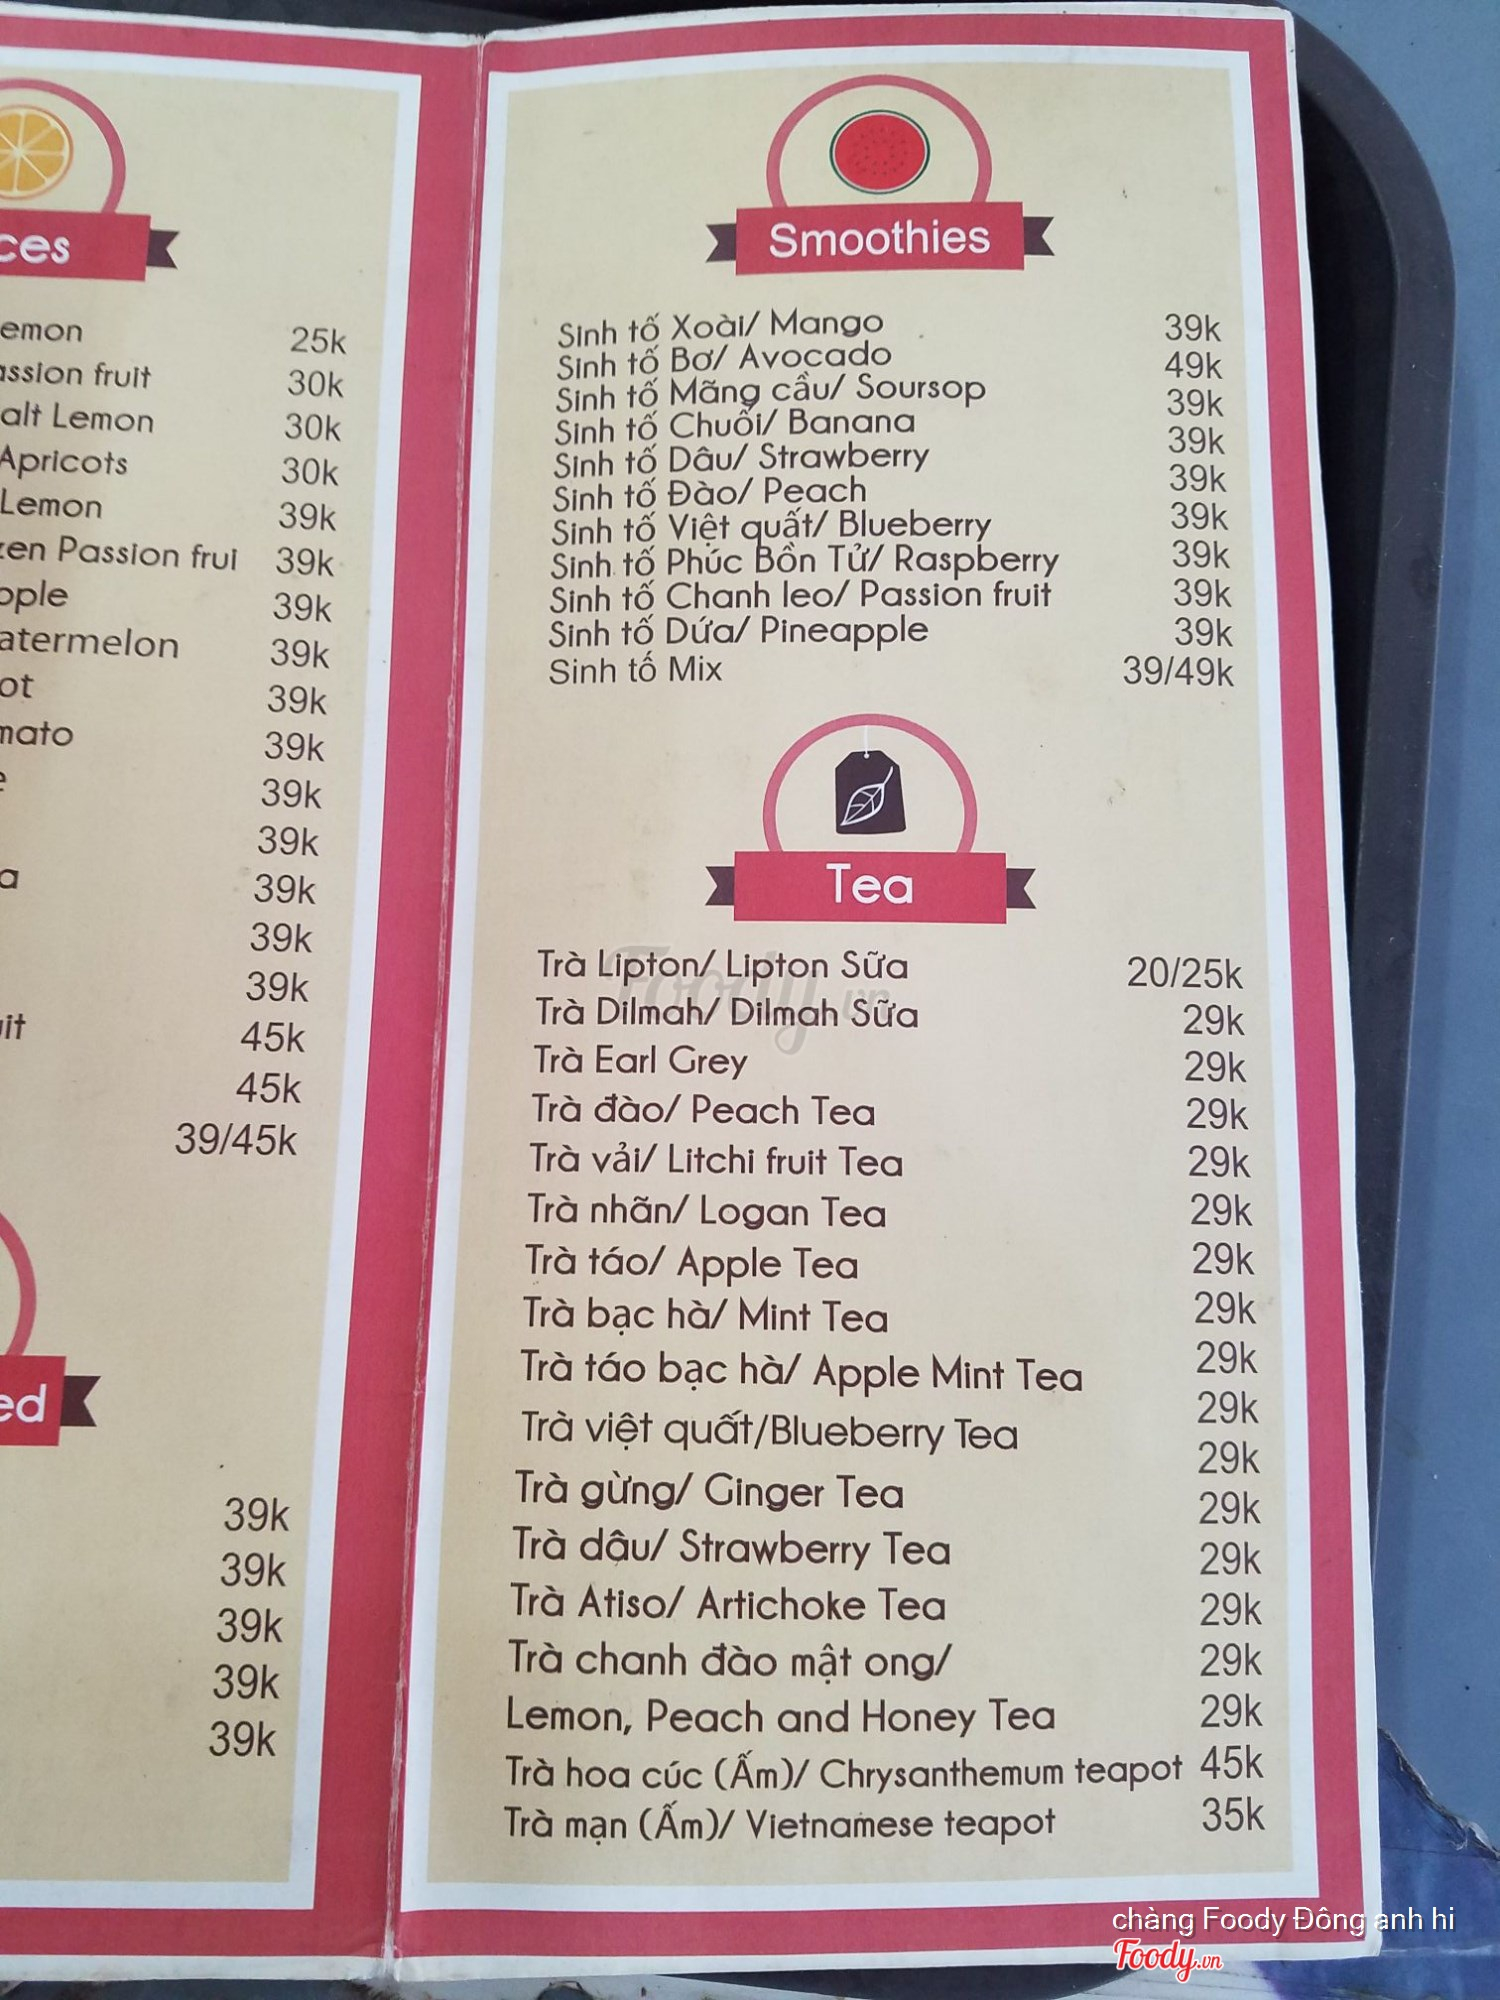 ces
emon 25k
assion fruit 30k
alt Lemon 30k
Apricots 30k
Lemon 39k
zen Passion frui 39k
pple 39k
atermelon 39k
ot 39k
mato 39k
e 39k
39k
a 39k
39k
39k
uit 45k
45k
39/45k
ed
39k
39k
39k
39k
39k
Smoothies
Sinh tố Xoài/ Mango 39k
Sinh tố Bơ/ Avocado 49k
Sinh tố Mãng cầu/ Soursop 39k
Sinh tố Chuối/ Banana 39k
Sinh tố Dâu/ Strawberry 39k
Sinh tố Đào/ Peach 39k
Sinh tố Việt quất/ Blueberry 39k
Sinh tố Phúc Bồn Tử/ Raspberry 39k
Sinh tố Chanh leo/ Passion fruit 39k
Sinh tố Dứa/ Pineapple
Sinh tố Mix 39/49k
Tea
Trà Lipton/ Lipton Sữa 20/25k
Trà Dilmah/ Dilmah Sữa 29k
Trà Earl Grey 29k
Trà đào/ Peach Tea 29k
Trà vải/ Litchi fruit Tea 29k
Trà nhãn/ Logan Tea 29k
Trà táo/ Apple Tea 29k
Trà bạc hà/ Mint Tea 29k
Trà táo bạc hà/ Apple Mint Tea 29k
Trà việt quất/Blueberry Tea 29k
Trà gừng/ Ginger Tea 29k
Trà dậu/ Strawberry Tea 29k
Trà Atiso/ Artichoke Tea 29k
Trà chanh đào mật ong/ 29k
Lemon, Peach and Honey Tea 29k
29k
Trà hoa cúc (Ấm)/ Chrysanthemum teapot 45k
Trà mạn (Ấm)/ Vietnamese teapot 35k
Foody.vn
chàng Foody Đông anh hi
Foody.vn